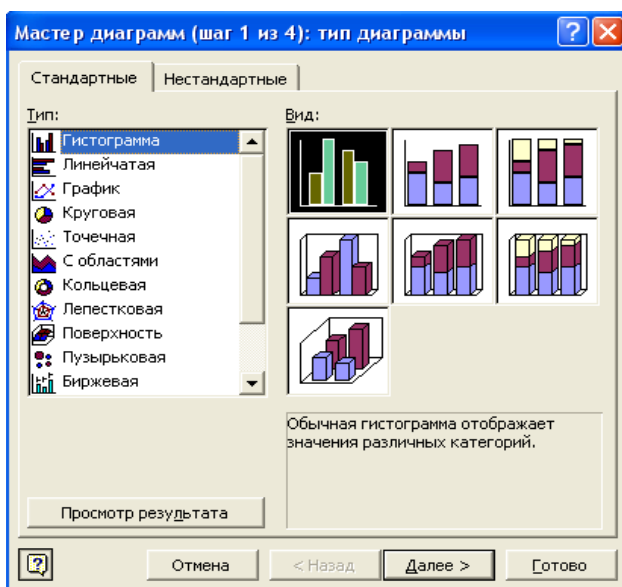 Мастер диаграмм (шаг 1 из 4): тип диаграммы
Стандартные
Нестандартные
Тип:
Гистограмма
Линейчатая
График
Круговая
Точечная
С областями
Кольцевая
Лепестковая
Поверхность
Пузырьковая
Биржевая
Вид:
Обычная гистограмма отображает
значения различных категорий.
Просмотр результата
Отмена
< Назад
Далее >
Готово